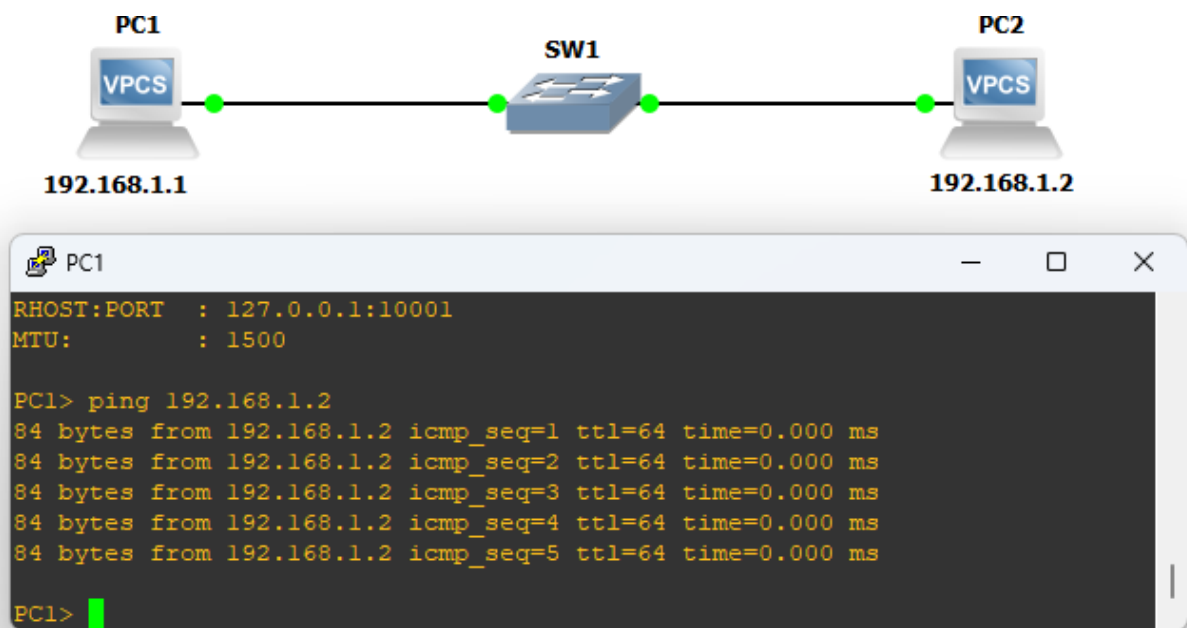 PC1
SW1
PC2
VPCS
VPCS
192.168.1.1
192.168.1.2
PC1
RHOST:PORT  : 127.0.0.1:10001
MTU:        : 1500
PC1> ping 192.168.1.2
84 bytes from 192.168.1.2 icmp_seq=1 ttl=64 time=0.000 ms
84 bytes from 192.168.1.2 icmp_seq=2 ttl=64 time=0.000 ms
84 bytes from 192.168.1.2 icmp_seq=3 ttl=64 time=0.000 ms
84 bytes from 192.168.1.2 icmp_seq=4 ttl=64 time=0.000 ms
84 bytes from 192.168.1.2 icmp_seq=5 ttl=64 time=0.000 ms
PC1>